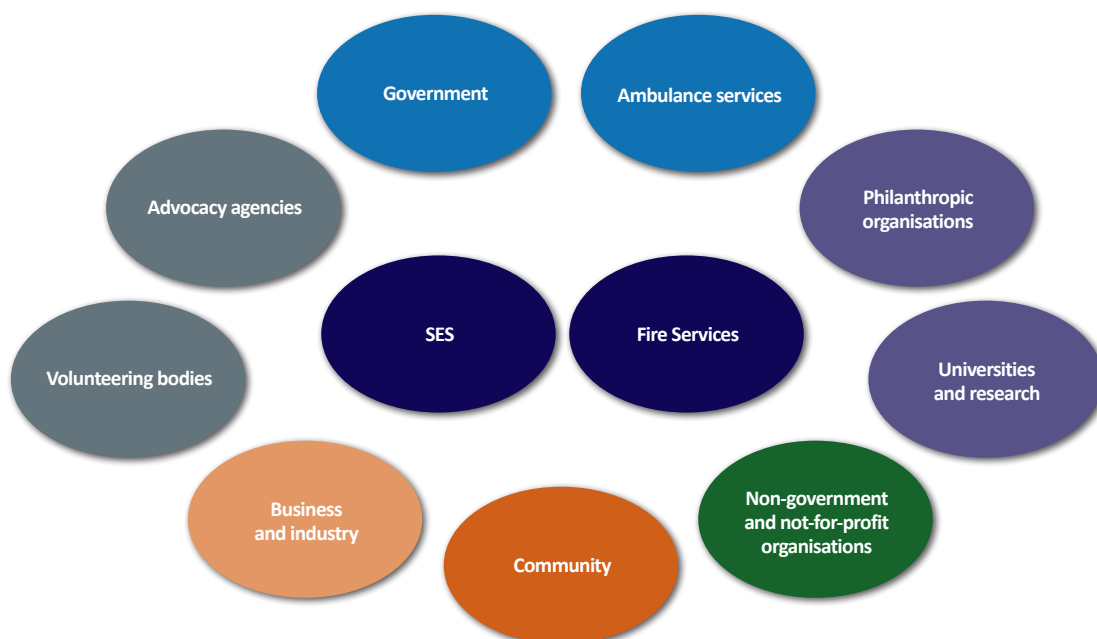 Government
Ambulance services
Advocacy agencies
Philanthropic
organisations
SES
Fire Services
Volunteering bodies
Universities
and research
Business
and industry
Non-government
and not-for-profit
organisations
Community